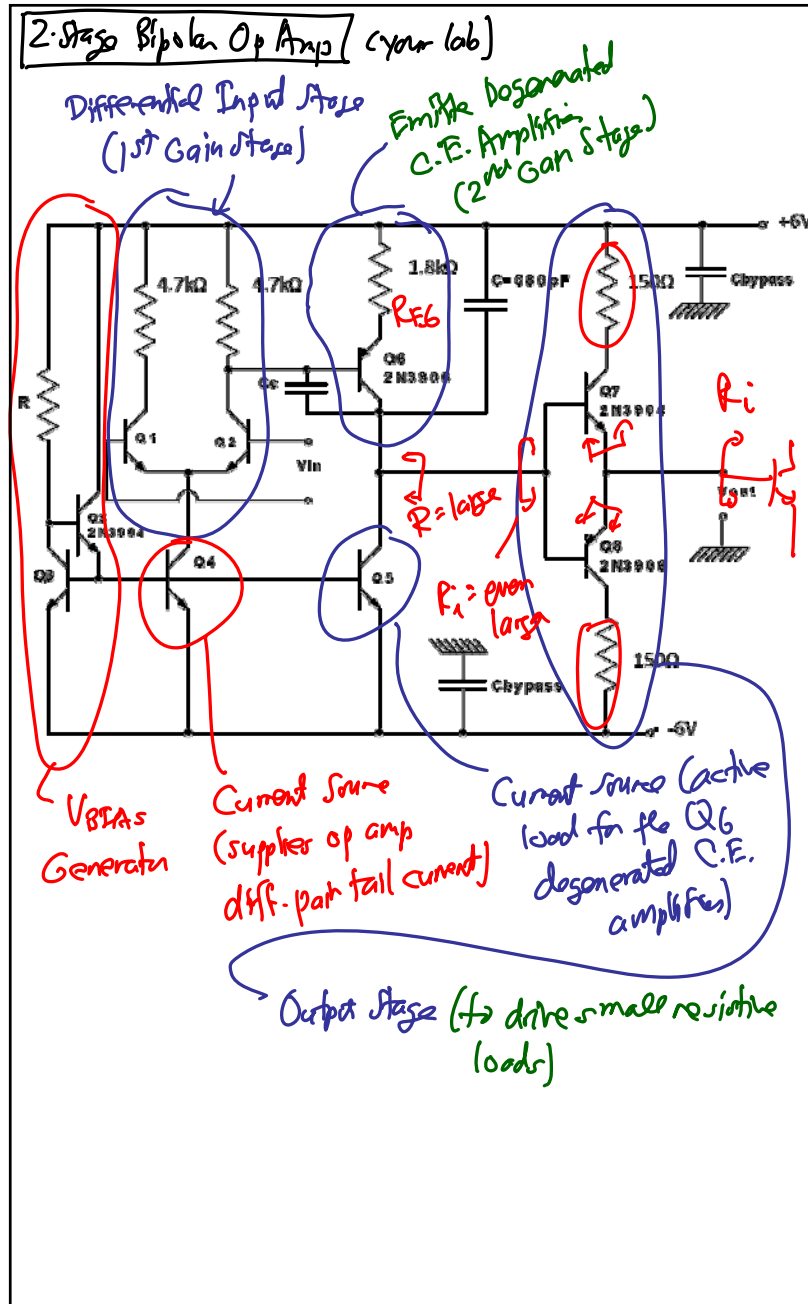 2-Stage Bipolar Op Amp (your lab)
Differential Input Stage
(1st Gain Stage)
Emitter Degenerated
C.E. Amplifier
(2nd Gain Stage)
+5V
4.7kΩ
4.7kΩ
1.8kΩ
C=680pF
150Ω
Cbypass
RE6
R
Q6
2N3906
Cc
Q7
2N3904
Ri
Q1
Q2
Vin
R=large
Vout
2N3904
Q3
Q4
Q5
Q8
2N3906
Ri=even
large
150Ω
Cbypass
-5V
VBIAS
Generator
Current source
(supplies op amp
diff. pair tail current)
Current source (active
load for the Q6
degenerated C.E.
amplifier)
Output Stage (to drive small resistive
loads)